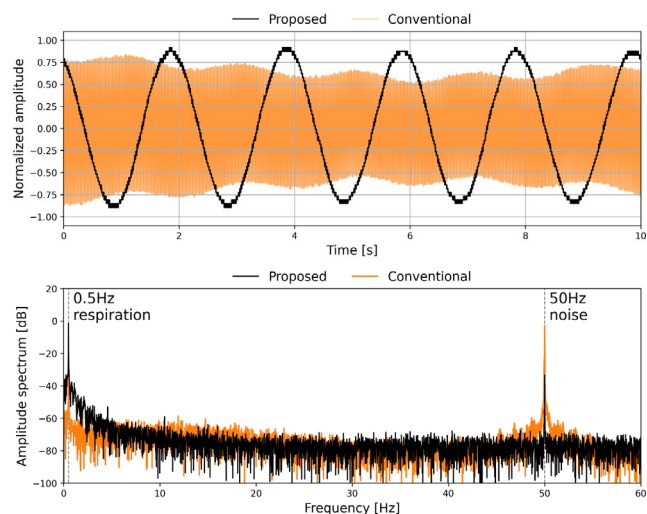 Proposed Conventional
1.00
0.75
0.50
0.25
0.00
−0.25
−0.50
−0.75
−1.00
Normalized amplitude
0 2 4 6 8 10
Time [s]
Proposed Conventional
20
0
−20
−40
−60
−80
−100
Amplitude spectrum [dB]
0.5Hz
respiration
50Hz
noise
0 10 20 30 40 50 60
Frequency [Hz]